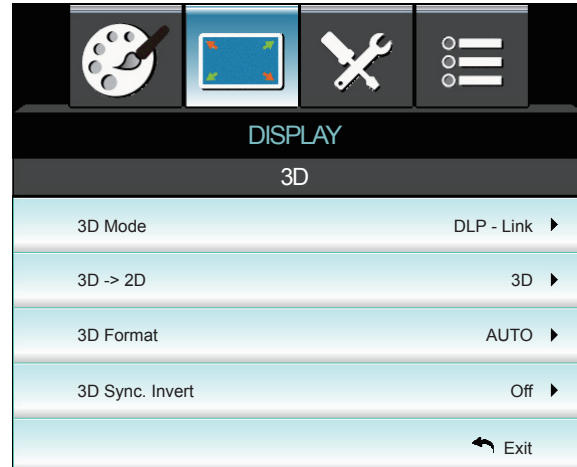 DISPLAY
3D
3D Mode DLP - Link
3D -> 2D 3D
3D Format AUTO
3D Sync. Invert Off
Exit